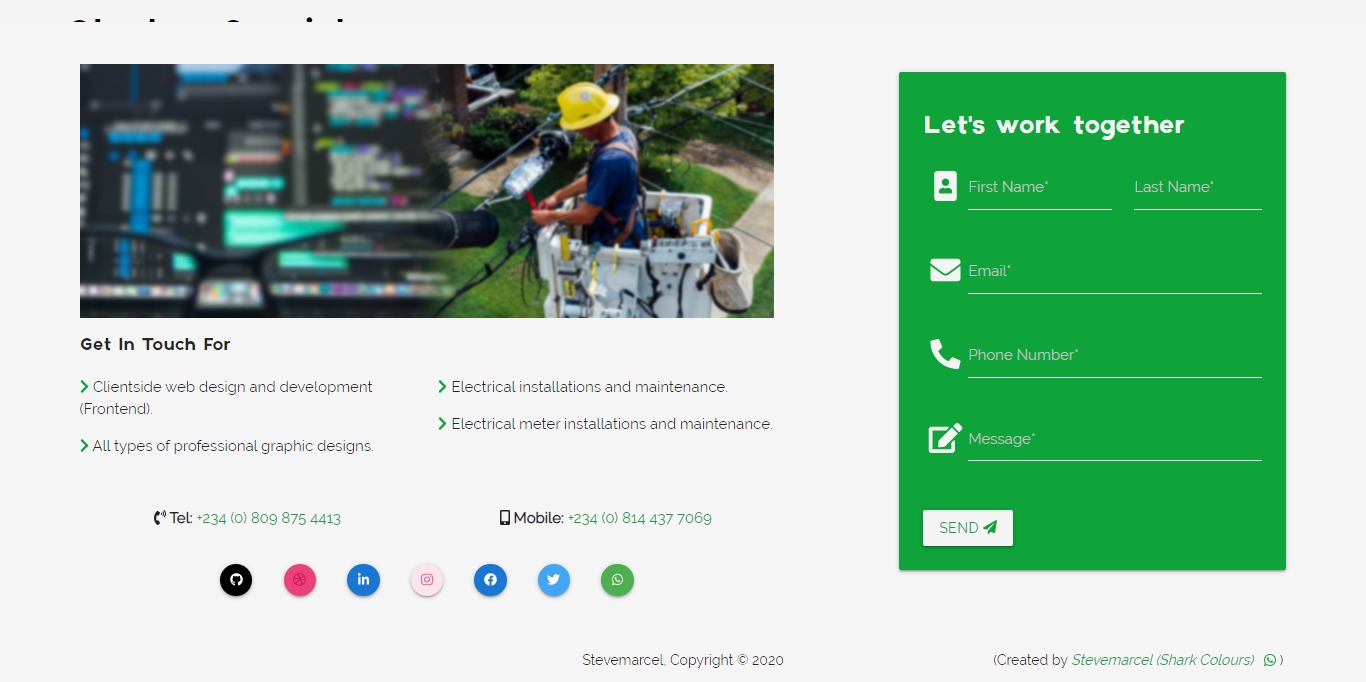 Let's work together
First Name* Last Name*
Email*
Phone Number*
Message*
SEND
Get In Touch For
Clientside web design and development
(Frontend).
All types of professional graphic designs.
Electrical installations and maintenance.
Electrical meter installations and maintenance.
Tel: +234 (0) 809 875 4413
Mobile: +234 (0) 814 437 7069
in
Stevemarcel, Copyright © 2020
(Created by Stevemarcel (Shark Colours) )